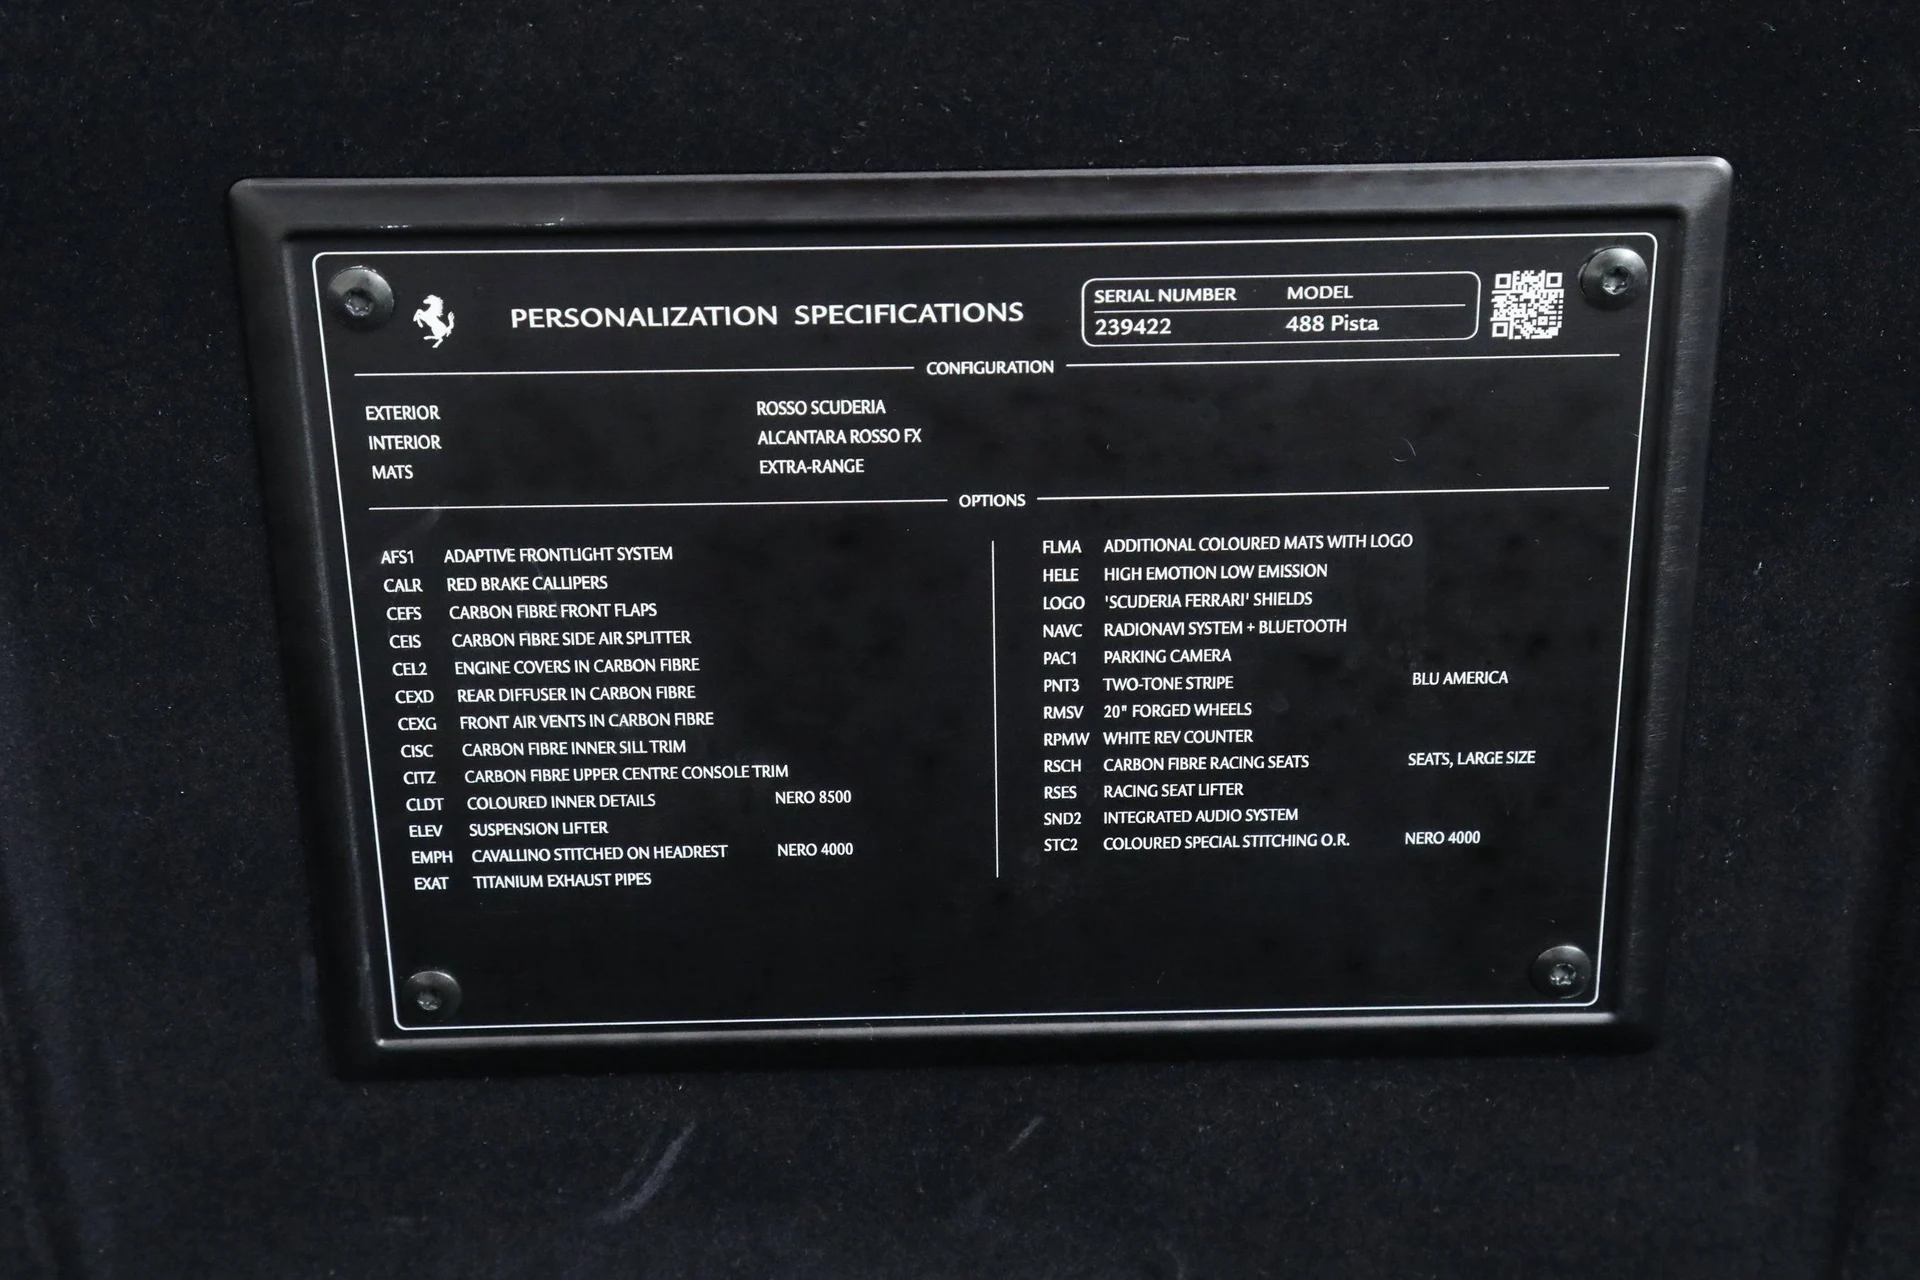 PERSONALIZATION SPECIFICATIONS
SERIAL NUMBER MODEL
239422 488 Pista
CONFIGURATION
EXTERIOR ROSSO SCUDERIA
INTERIOR ALCANTARA ROSSO FX
MATS EXTRA-RANGE
OPTIONS
AFS1 ADAPTIVE FRONTLIGHT SYSTEM
CALR RED BRAKE CALLIPERS
CEFS CARBON FIBRE FRONT FLAPS
CEIS CARBON FIBRE SIDE AIR SPLITTER
CEL2 ENGINE COVERS IN CARBON FIBRE
CEXD REAR DIFFUSER IN CARBON FIBRE
CEXG FRONT AIR VENTS IN CARBON FIBRE
CISC CARBON FIBRE INNER SILL TRIM
CITZ CARBON FIBRE UPPER CENTRE CONSOLE TRIM
CLDT COLOURED INNER DETAILS NERO 8500
ELEV SUSPENSION LIFTER
EMPH CAVALLINO STITCHED ON HEADREST NERO 4000
EXAT TITANIUM EXHAUST PIPES
FLMA ADDITIONAL COLOURED MATS WITH LOGO
HELE HIGH EMOTION LOW EMISSION
LOGO 'SCUDERIA FERRARI' SHIELDS
NAVC RADIONAVI SYSTEM + BLUETOOTH
PAC1 PARKING CAMERA
PNT3 TWO-TONE STRIPE BLU AMERICA
RMSV 20" FORGED WHEELS
RPMW WHITE REV COUNTER
RSCH CARBON FIBRE RACING SEATS SEATS, LARGE SIZE
RSES RACING SEAT LIFTER
SND2 INTEGRATED AUDIO SYSTEM
STC2 COLOURED SPECIAL STITCHING O.R. NERO 4000